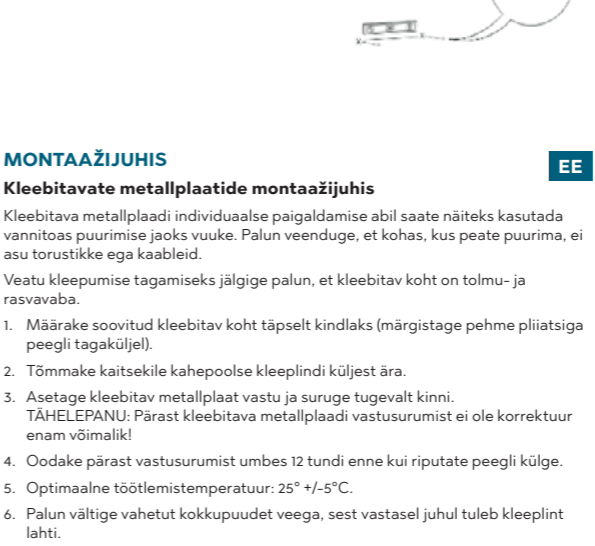 MONTAAŽIJUHIS
EE
Kleebitavate metallplaatide montaažijuhis
Kleebitava metallplaadi individuaalse paigaldamise abil saate näiteks kasutada
vannitoas puurimise jaoks vuuke. Palun veenduge, et kohas, kus peate puurima, ei
asu torustikke ega kaableid.
Veatu kleepumise tagamiseks jälgige palun, et kleebitav koht on tolmu- ja
rasvavaba.
1. Määrake soovitud kleebitav koht täpselt kindlaks (märgistage pehme pliiatsiga
peegli tagaküljel).
2. Tõmmake kaitsekile kahepoolse kleeplindi küljest ära.
3. Asetage kleebitav metallplaat vastu ja suruge tugevalt kinni.
TÄHELEPANU: Pärast kleebitava metallplaadi vastusurumist ei ole korrektuur
enam võimalik!
4. Oodake pärast vastusurumist umbes 12 tundi enne kui riputate peegli külge.
5. Optimaalne töötlemistemperatuur: 25° +/-5°C.
6. Palun vältige vahetut kokkupuudet veega, sest vastasel juhul tuleb kleeplint
lahti.